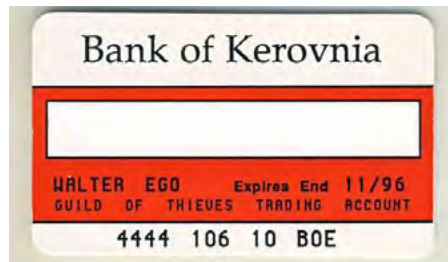 Bank of Kerovnia
WALTER EGO Expires End 11/96
GUILD OF THIEVES TRADING ACCOUNT
4444 106 10 BOE